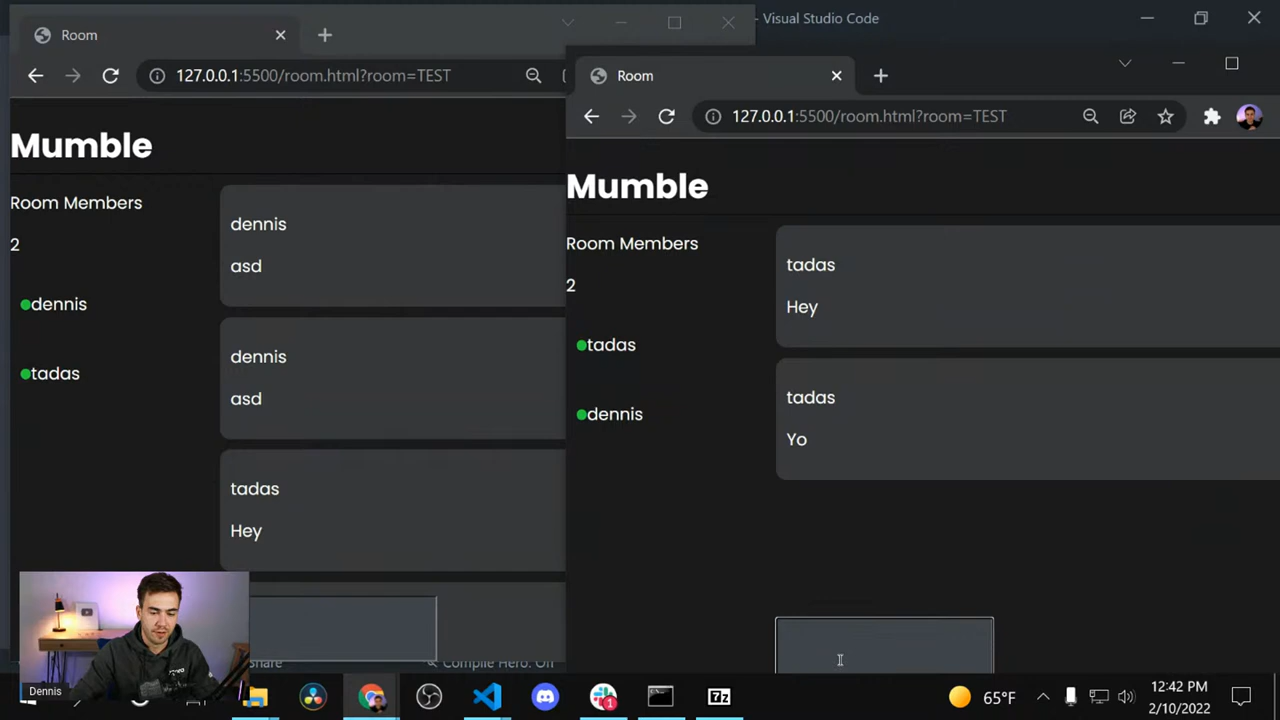 Room
127.0.0.1:5500/room.html?room=TEST
Mumble
Room Members
2
dennis
tadas
dennis
asd
dennis
asd
tadas
Hey
- Visual Studio Code
Room
127.0.0.1:5500/room.html?room=TEST
Mumble
Room Members
2
tadas
dennis
tadas
Hey
tadas
Yo
Share
Compile Hero: Off
Dennis
1
7z
65°F
12:42 PM
2/10/2022